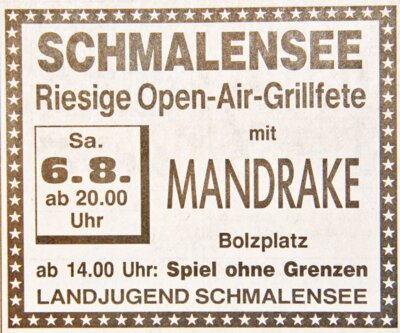 SCHMALENSEE
Riesige Open-Air-Grillfete
mit
Sa.
6.8.
ab 20.00
Uhr
MANDRAKE
Bolzplatz
ab 14.00 Uhr: Spiel ohne Grenzen
LANDJUGEND SCHMALENSEE